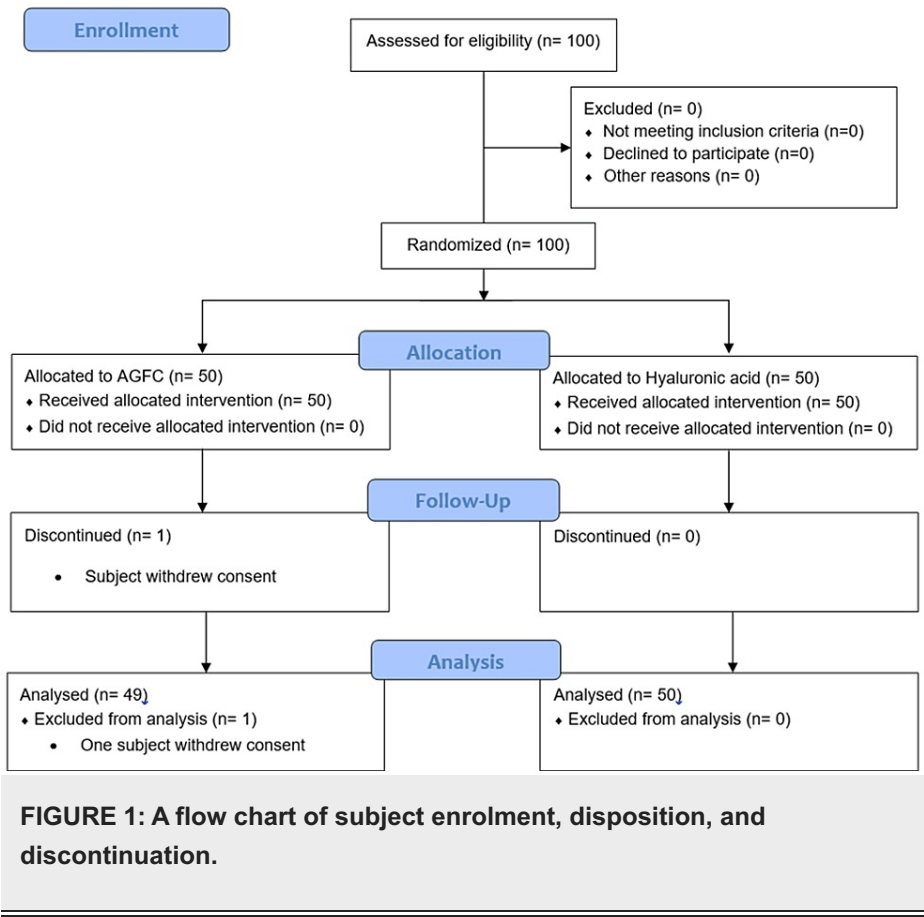 Enrollment
Assessed for eligibility (n= 100)
Excluded (n= 0)
♦ Not meeting inclusion criteria (n=0)
♦ Declined to participate (n=0)
♦ Other reasons (n= 0)
Randomized (n= 100)
Allocation
Allocated to AGFC (n= 50)
♦ Received allocated intervention (n= 50)
♦ Did not receive allocated intervention (n= 0)
Allocated to Hyaluronic acid (n= 50)
♦ Received allocated intervention (n= 50)
♦ Did not receive allocated intervention (n= 0)
Follow-Up
Discontinued (n= 1)
• Subject withdrew consent
Discontinued (n= 0)
Analysis
Analysed (n= 49)
♦ Excluded from analysis (n= 1)
• One subject withdrew consent
Analysed (n= 50)
♦ Excluded from analysis (n= 0)
FIGURE 1: A flow chart of subject enrolment, disposition, and
discontinuation.